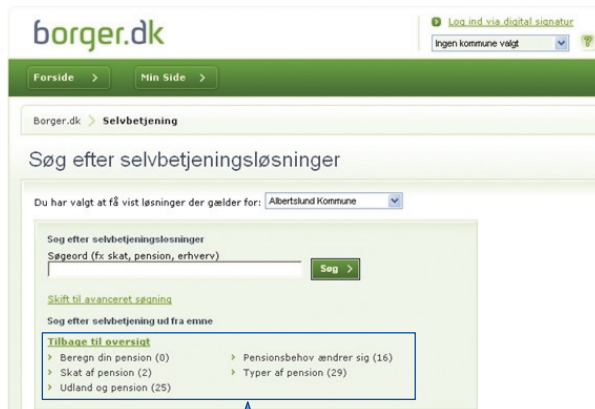 borger.dk
Log ind via digital signatur
Ingen kommune valgt
?
Forside >
Min Side >
Borger.dk > Selvbetjening
Søg efter selvbetjeningsløsninger
Du har valgt at få vist løsninger der gælder for: Albertslund Kommune
Søg efter selvbetjeningsløsninger
Søgeord (fx skat, pension, erhverv)
Søg >
Skift til avanceret søgning
Søg efter selvbetjening ud fra emne
Tilbage til oversigt
> Beregn din pension (0)
> Skat af pension (2)
> Udland og pension (25)
> Pensionsbehov ændrer sig (16)
> Typer af pension (29)